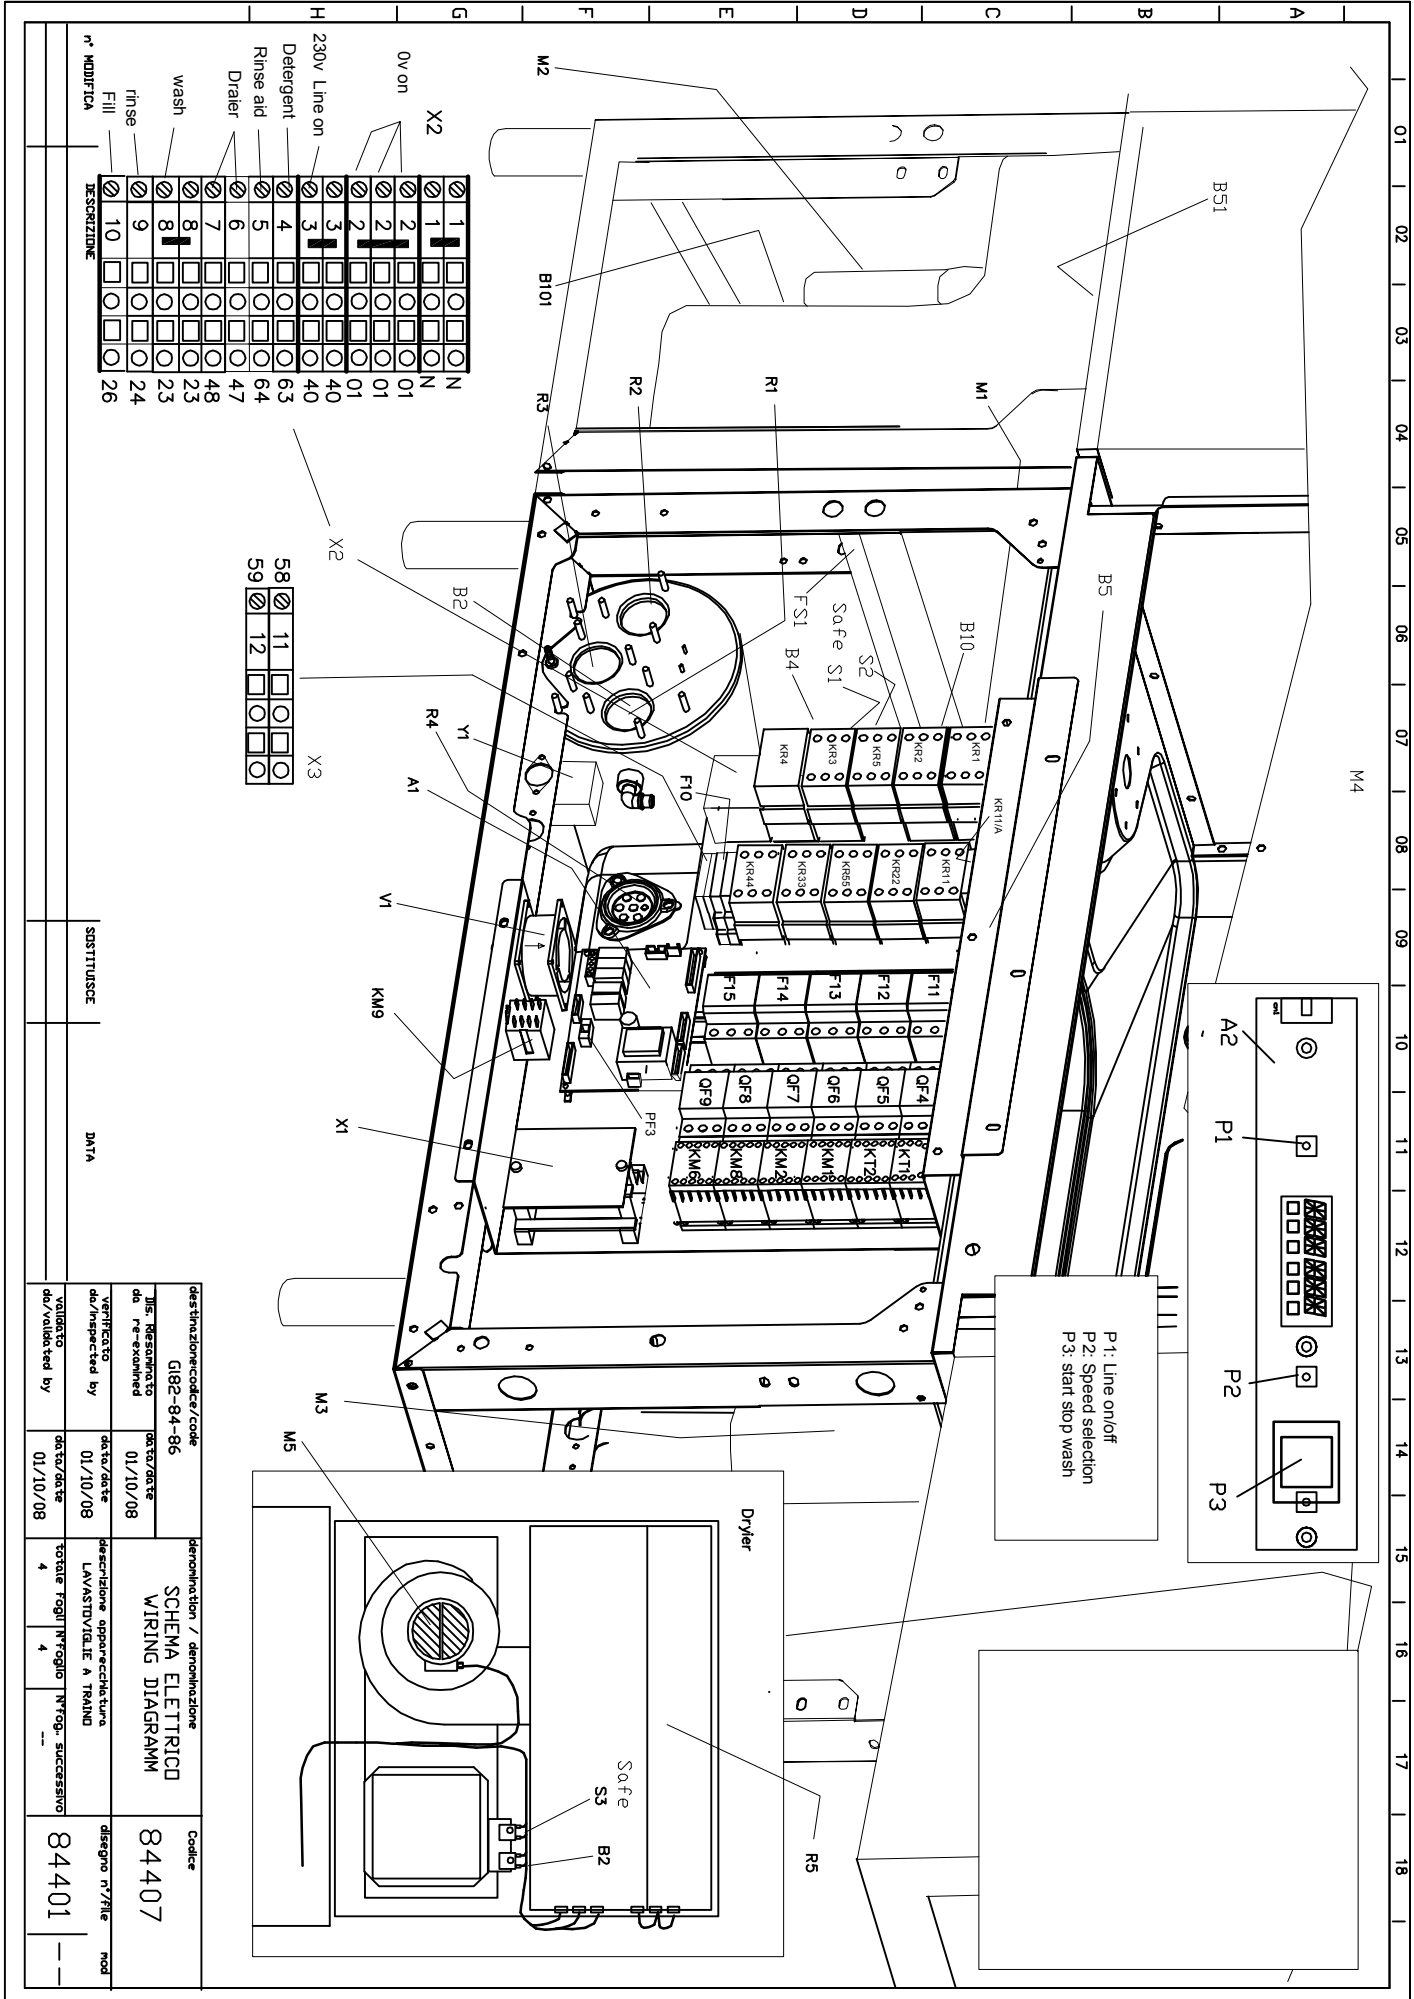 01 02 03 04 05 06 07 08 09 10 11 12 13 14 15 16 17 18
A
B
C
D
E
F
G
H
M4
B51
M2
B101
M1
R1
R2
R3
B5
B10
S2
Safe S1
B4
FS1
B2
X2
Y1
R4
A1
V1
KM9
X1
PF3
F10
M3
M5
KR1
KR2
KR5
KR3
KR4
KR11/A
KR11
KR22
KR55
KR33
KR44
F11
F12
F13
F14
F15
QF4
QF5
QF6
QF7
QF8
QF9
KT1
KT2
KM1
KM2
KM8
KM6
A2
P1
P2
P3
P1: Line on/off
P2: Speed selection
P3: start stop wash
Dryier
Safe
S3
B2
R5
X2
0v on
230v Line on
Detergent
Rinse aid
Draier
wash
rinse
Fill
1 N
1 N
2 01
2 01
2 01
3 40
3 40
4 63
5 64
6 47
7 48
8 23
8 23
9 24
10 26
58 11
59 12
X3
n° MODIFICA
DESCRIZIONE
SOSTITUISCE
DATA
destinazione:codice/code
Gl82-84-86
Dis. Riesaminato
da re-examined
data/date
01/10/08
verificato
da/inspected by
data/date
01/10/08
validato
da/validated by
data/date
01/10/08
denomination / denominazione
SCHEMA ELETTRICO
WIRING DIAGRAMM
descrizione apparecchiatura
LAVASTOVIGLIE A TRAINO
totale fogli
4
N°foglio
4
N°fog. successivo
--
Codice
84407
disegno n°/file
84401
mod
--